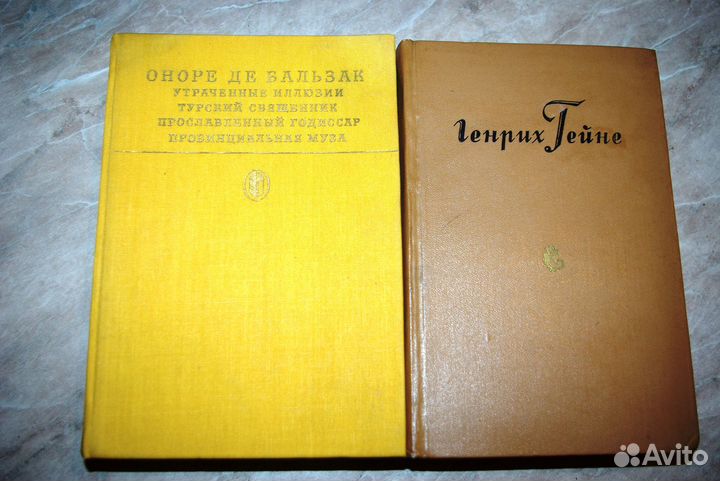 ОНОРЕ ДЕ БАЛЬЗАК
УТРАЧЕННЫЕ ИЛЛЮЗИИ
ТУРСКИЙ СВЯЩЕННИК
ПРОСЛАВЛЕННЫЙ ГОДИССАР
ПРОВИНЦИАЛЬНАЯ МУЗА
Генрих Гейне
Avito